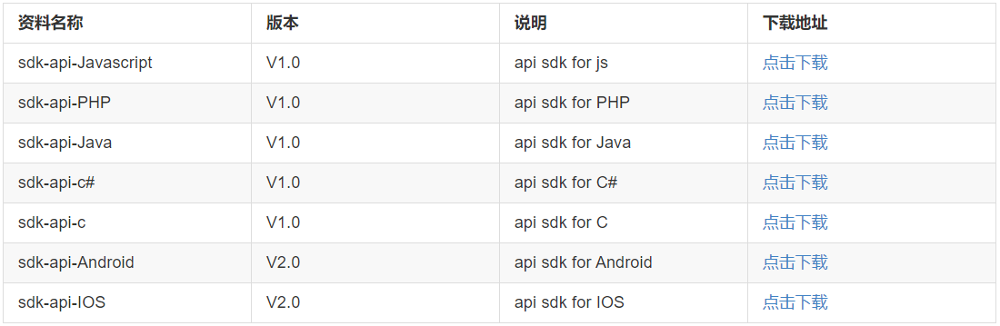 资料名称 版本 说明 下载地址
sdk-api-Javascript V1.0 api sdk for js 点击下载
sdk-api-PHP V1.0 api sdk for PHP 点击下载
sdk-api-Java V1.0 api sdk for Java 点击下载
sdk-api-c# V1.0 api sdk for C# 点击下载
sdk-api-c V1.0 api sdk for C 点击下载
sdk-api-Android V2.0 api sdk for Android 点击下载
sdk-api-IOS V2.0 api sdk for IOS 点击下载